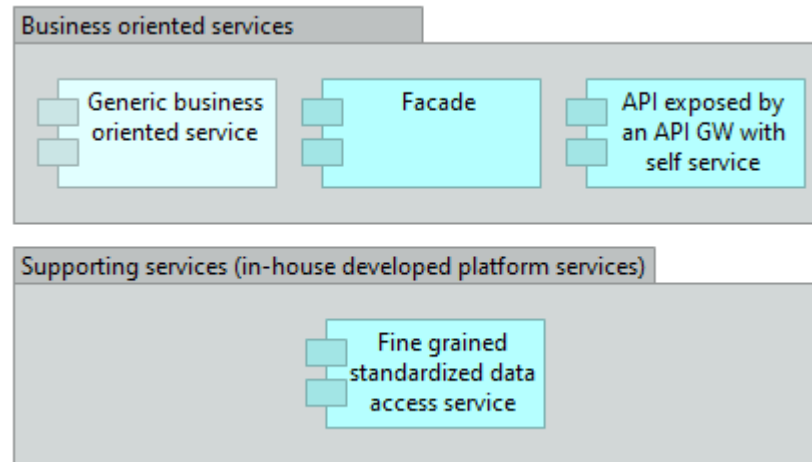 Business oriented services
Generic business
oriented service
Facade
API exposed by
an API GW with
self service
Supporting services (in-house developed platform services)
Fine grained
standardized data
access service